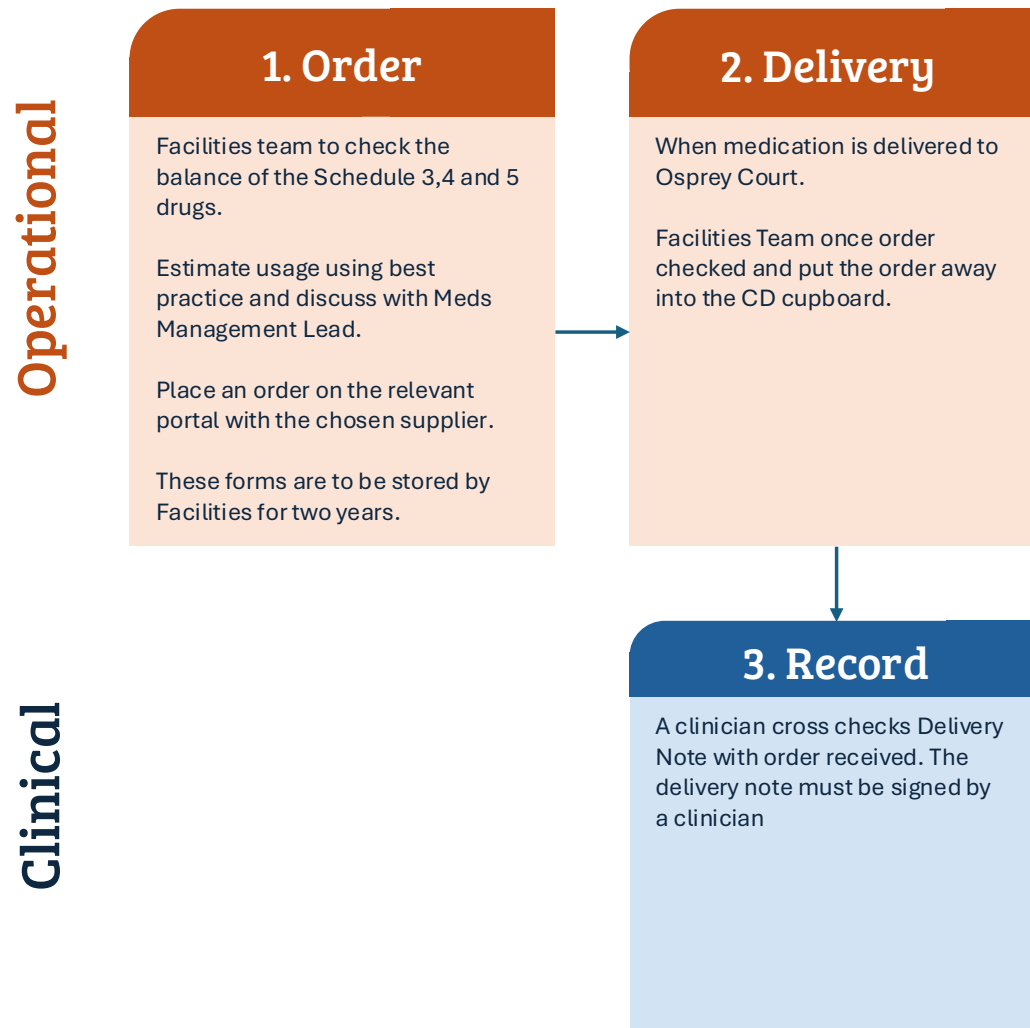 Operational
1. Order
Facilities team to check the
balance of the Schedule 3,4 and 5
drugs.
Estimate usage using best
practice and discuss with Meds
Management Lead.
Place an order on the relevant
portal with the chosen supplier.
These forms are to be stored by
Facilities for two years.
2. Delivery
When medication is delivered to
Osprey Court.
Facilities Team once order
checked and put the order away
into the CD cupboard.
Clinical
3. Record
A clinician cross checks Delivery
Note with order received. The
delivery note must be signed by
a clinician